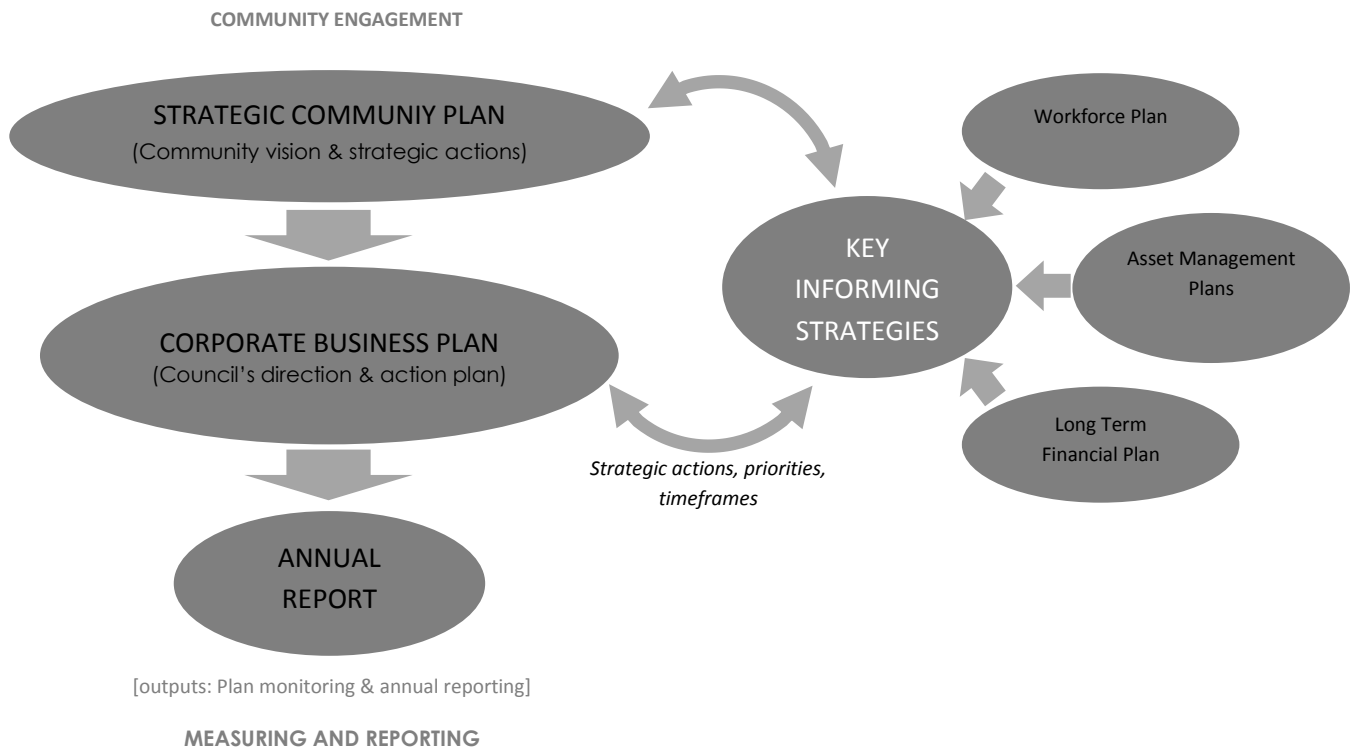 COMMUNITY ENGAGEMENT
STRATEGIC COMMUNIY PLAN
(Community vision & strategic actions)
CORPORATE BUSINESS PLAN
(Council's direction & action plan)
ANNUAL
REPORT
[outputs: Plan monitoring & annual reporting]
MEASURING AND REPORTING
Strategic actions, priorities,
timeframes
KEY
INFORMING
STRATEGIES
Workforce Plan
Asset Management
Plans
Long Term
Financial Plan